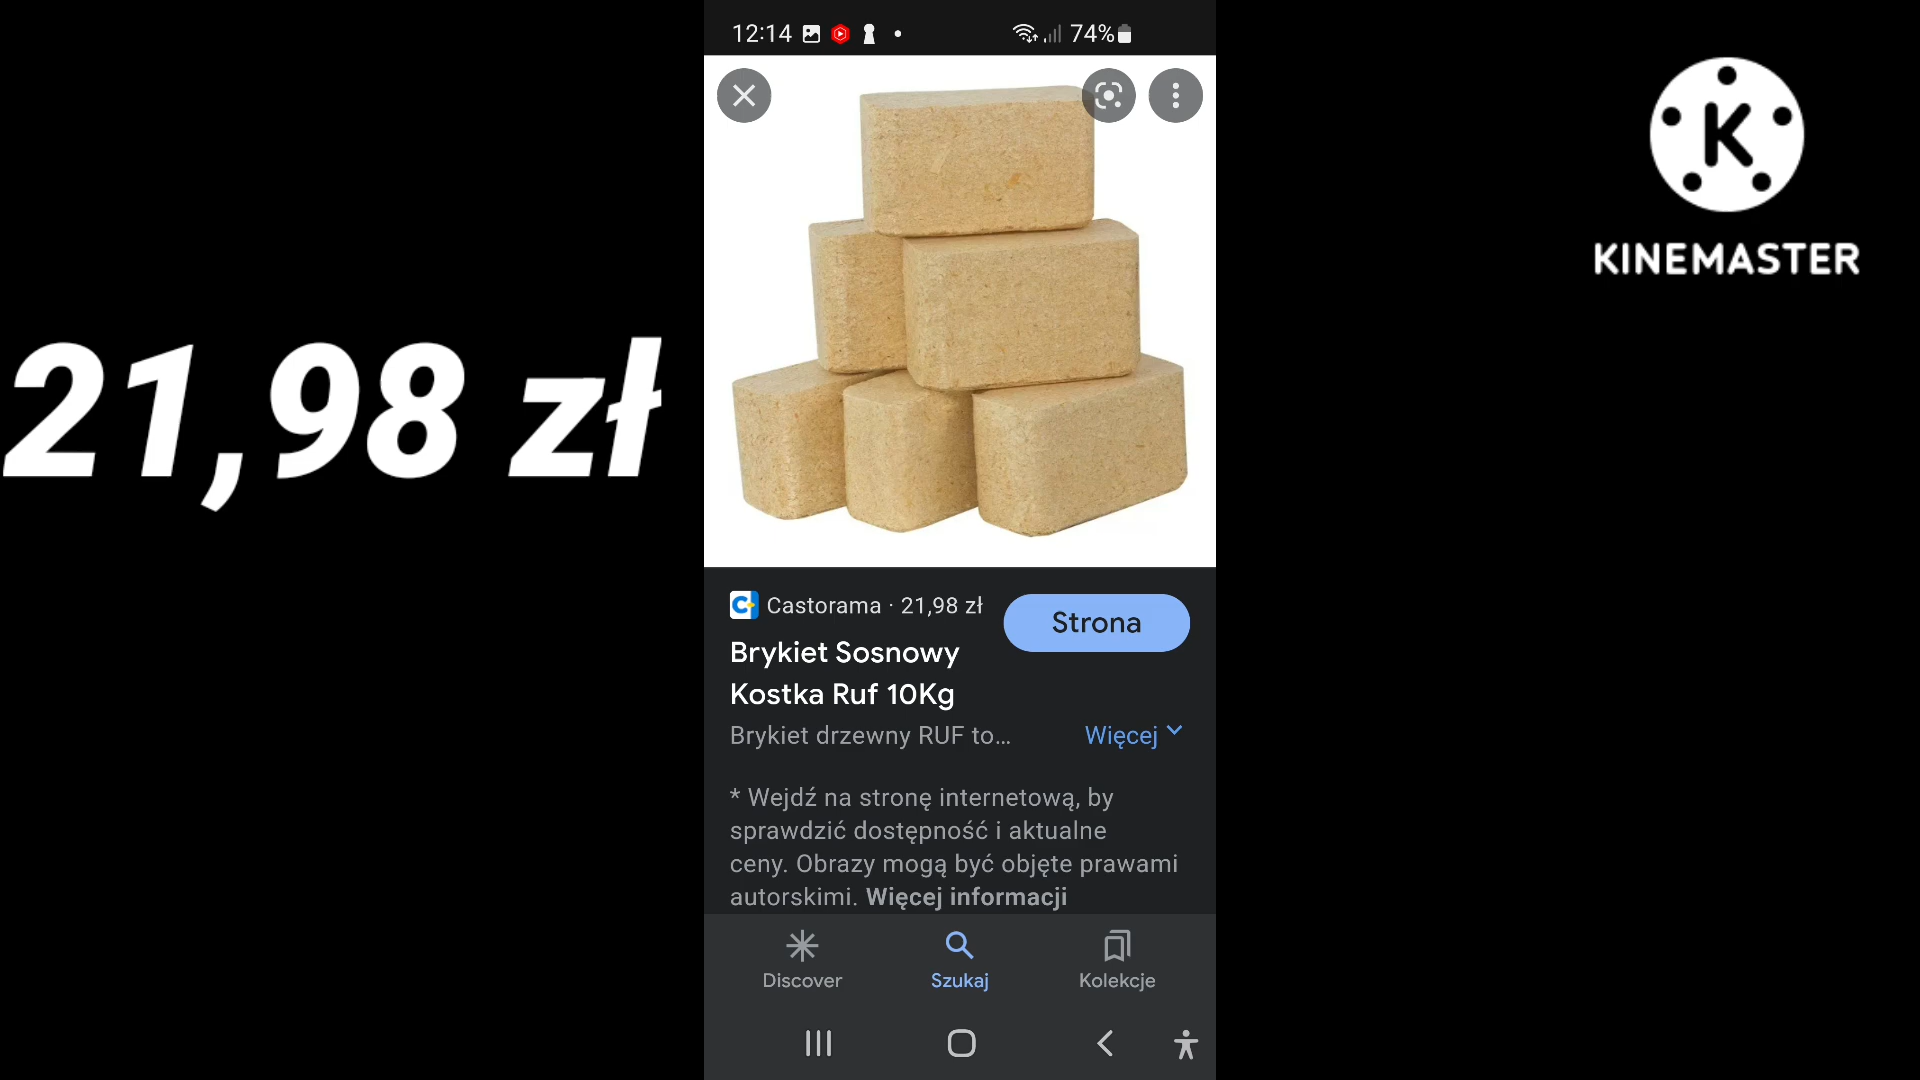 12:14
74%
21,98 zł
KINEMASTER
Castorama · 21,98 zł
Strona
Brykiet Sosnowy
Kostka Ruf 10Kg
Brykiet drzewny RUF to...
Więcej
* Wejdź na stronę internetową, by
sprawdzić dostępność i aktualne
ceny. Obrazy mogą być objęte prawami
autorskimi. Więcej informacji
Discover
Szukaj
Kolekcje